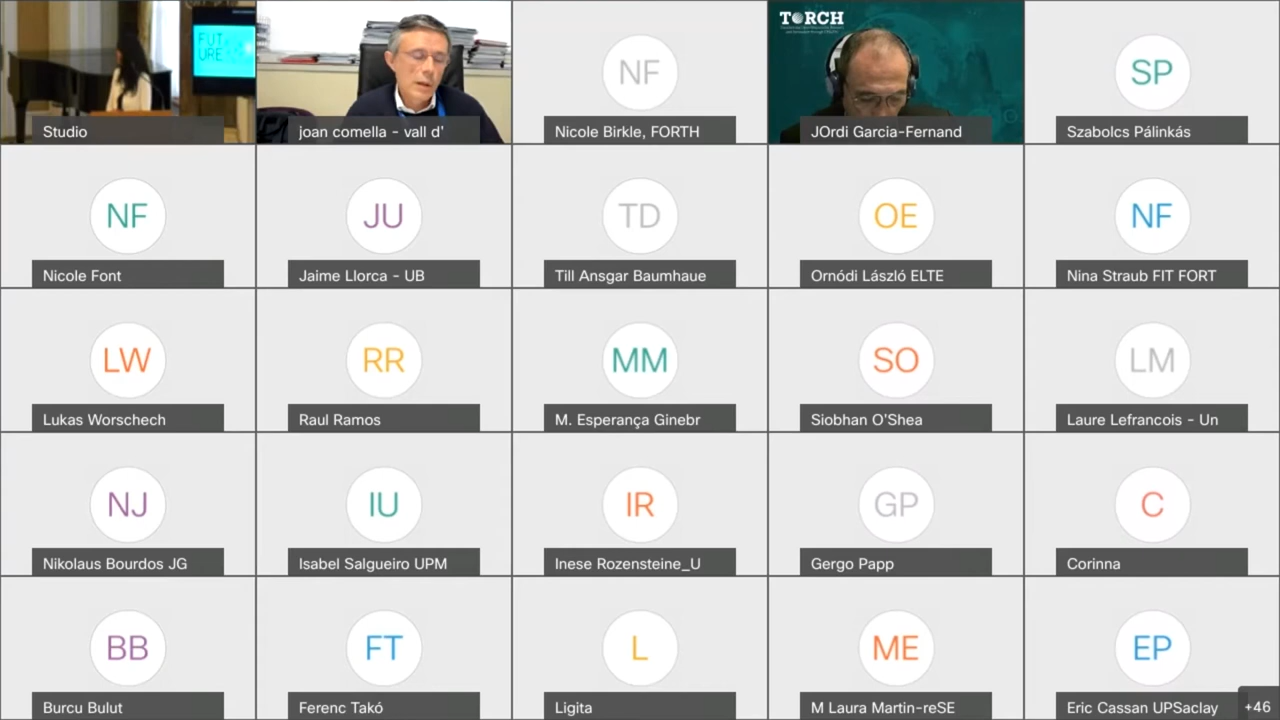 FUT
URE
Studio
joan comella - vall d'
NF
Nicole Birkle, FORTH
TORCH
JOrdi Garcia-Fernand
SP
Szabolcs Pálinkás
NF
Nicole Font
JU
Jaime Llorca - UB
TD
Till Ansgar Baumhaue
OE
Ornódi László ELTE
NF
Nina Straub FIT FORT
LW
Lukas Worschech
RR
Raul Ramos
MM
M. Esperança Ginebr
SO
Siobhan O'Shea
LM
Laure Lefrancois - Un
NJ
Nikolaus Bourdos JG
IU
Isabel Salgueiro UPM
IR
Inese Rozensteine_U
GP
Gergo Papp
C
Corinna
BB
Burcu Bulut
FT
Ferenc Takó
L
Ligita
ME
M Laura Martin-reSE
EP
Eric Cassan UPSaclay
+46